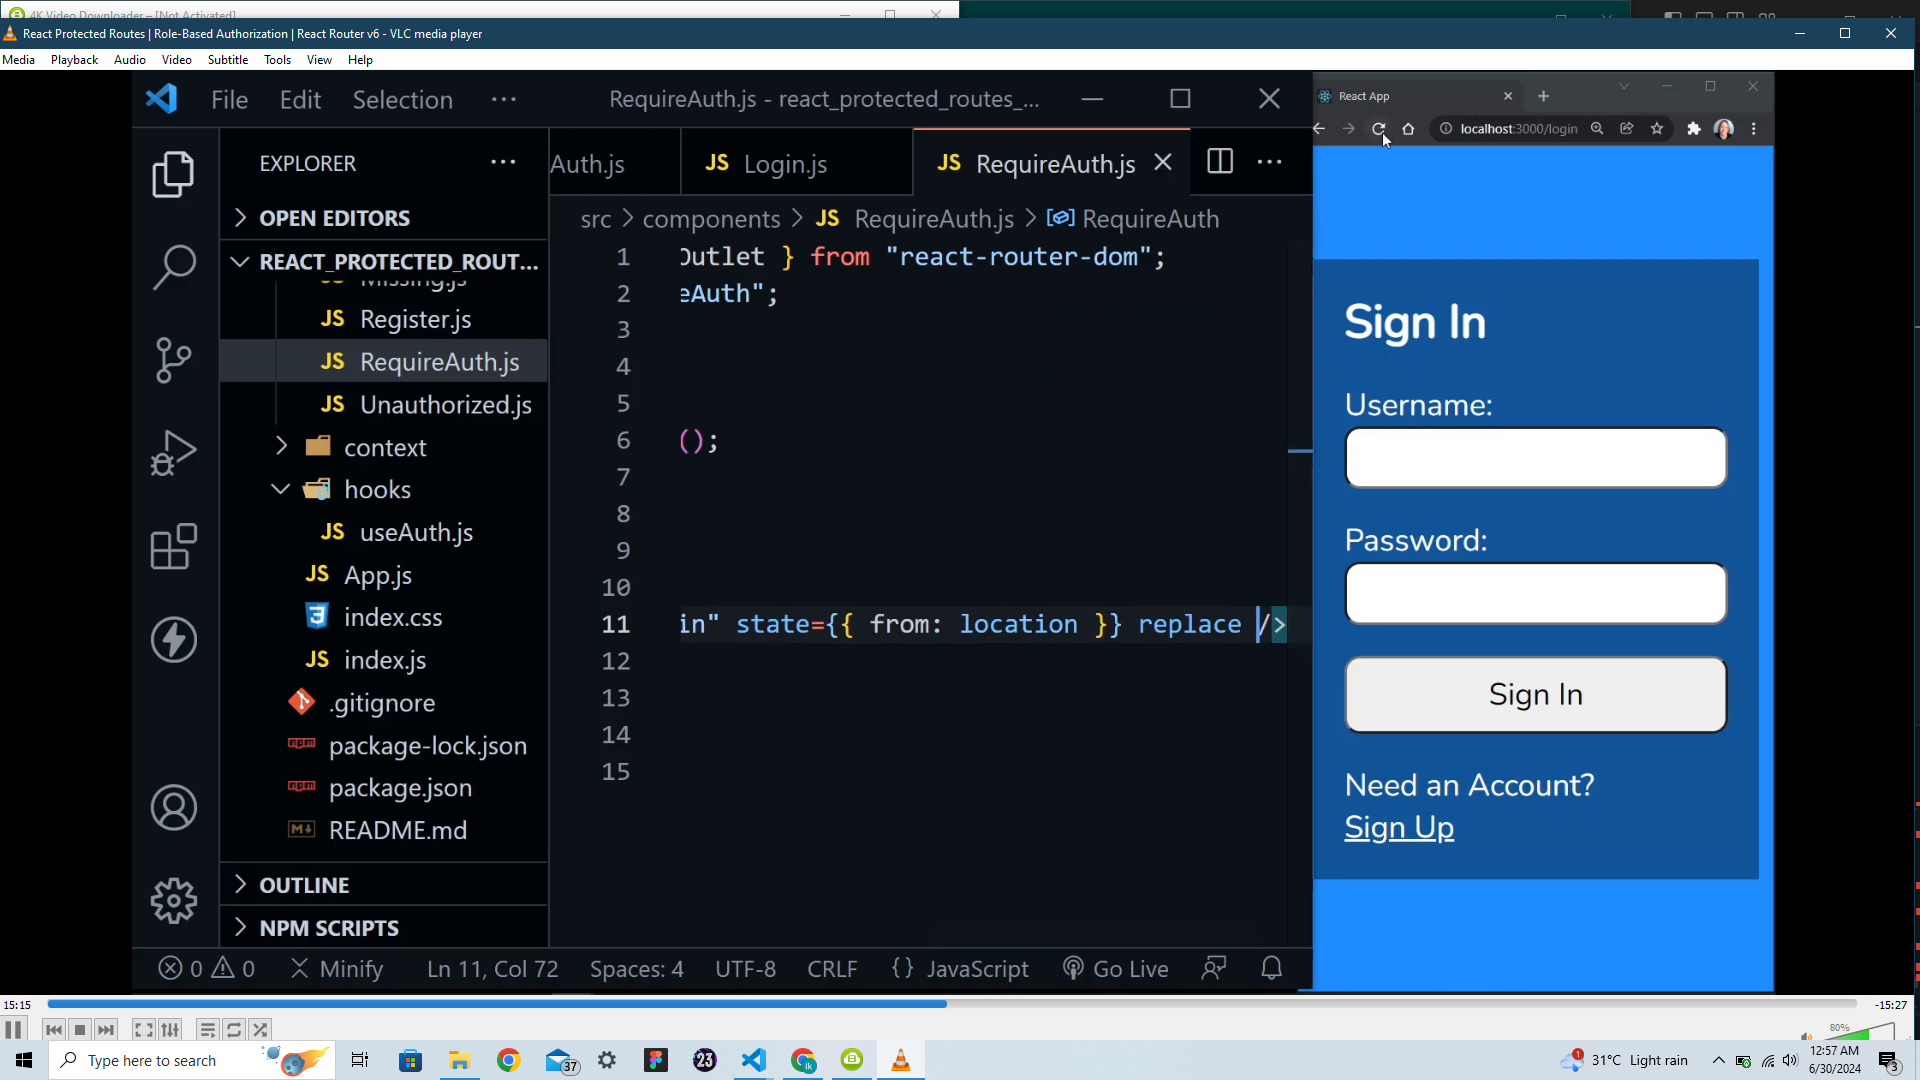 4K Video Downloader – [Not Activated]
React Protected Routes | Role-Based Authorization | React Router v6 - VLC media player
Media Playback Audio Video Subtitle Tools View Help
File Edit Selection ··· RequireAuth.js - react_protected_routes_...
EXPLORER ···
OPEN EDITORS
REACT_PROTECTED_ROUT...
Missing.js
JS Register.js
JS RequireAuth.js
JS Unauthorized.js
context
hooks
JS useAuth.js
JS App.js
index.css
JS index.js
.gitignore
package-lock.json
package.json
README.md
OUTLINE
NPM SCRIPTS
Auth.js JS Login.js JS RequireAuth.js ···
src > components > JS RequireAuth.js > RequireAuth
1 Outlet } from "react-router-dom";
2 eAuth";
3
4
5
6 ();
7
8
9
10
11 in" state={{ from: location }} replace />
12
13
14
15
0 0 Minify Ln 11, Col 72 Spaces: 4 UTF-8 CRLF {} JavaScript Go Live
React App
localhost:3000/login
Sign In
Username:
Password:
Sign In
Need an Account?
Sign Up
15:15 -15:27
80%
Type here to search
37
23
1 31°C Light rain
12:57 AM
6/30/2024
3